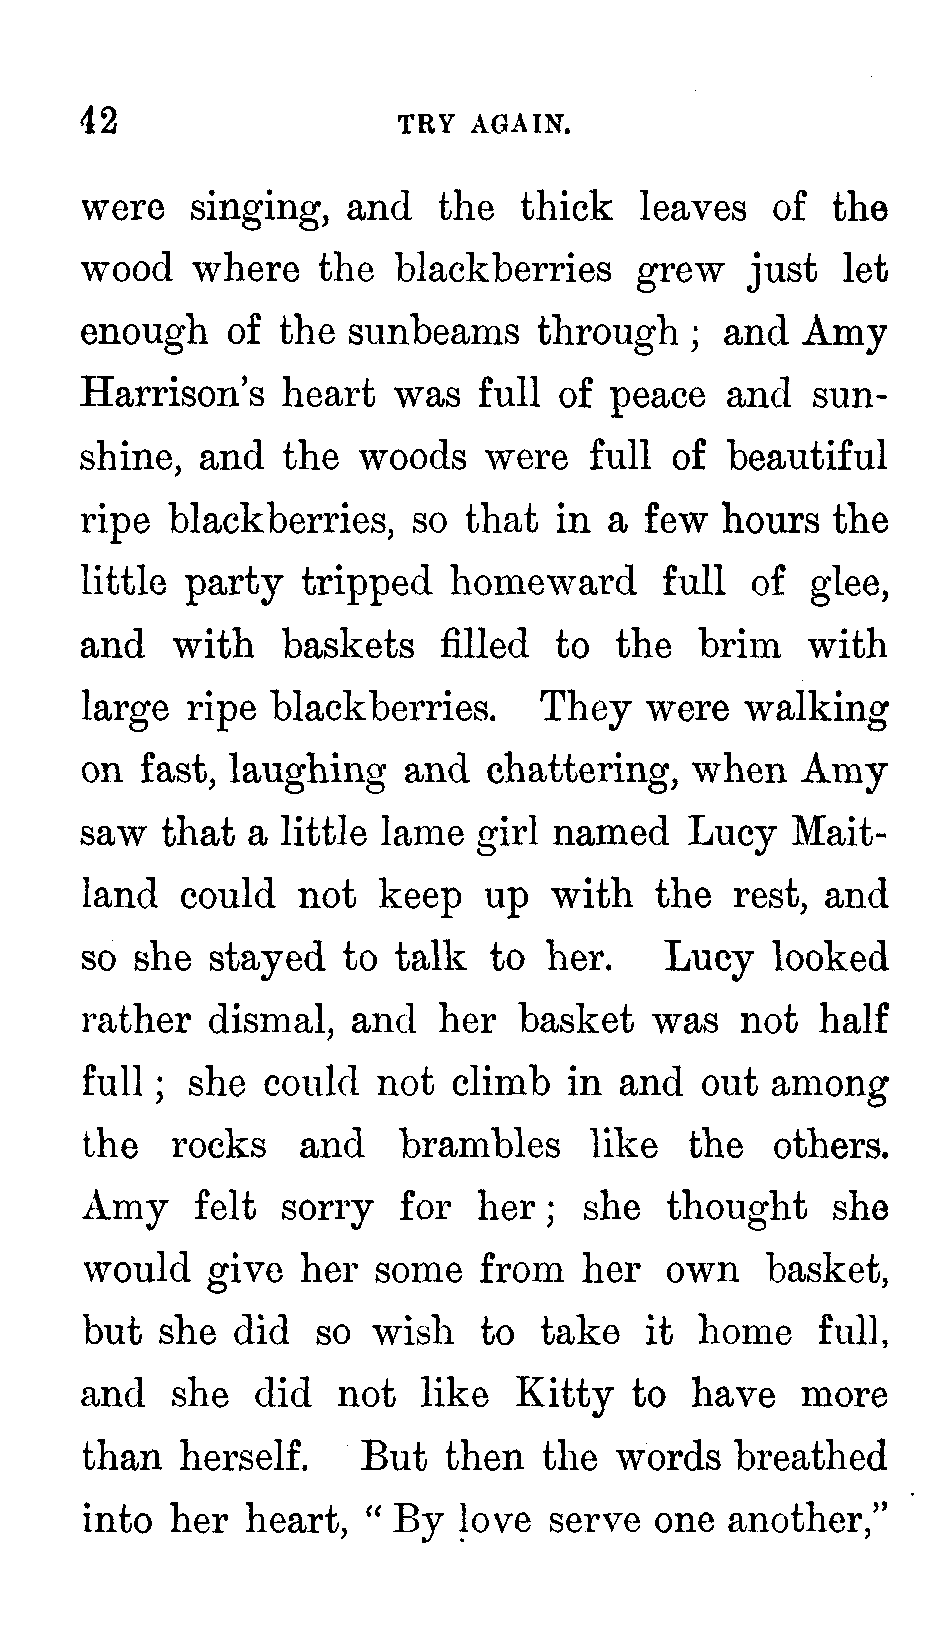 42 TRY AGAIN.
were singing, and the thick leaves of the
wood where the blackberries grew just let
enough of the sunbeams through ; and Amy
Harrison's heart was full of peace and sun-
shine, and the woods were full of beautiful
ripe blackberries, so that in a few hours the
little party tripped homeward full of glee,
and with baskets filled to the brim with
large ripe blackberries. They were walking
on fast, laughing and chattering, when Amy
saw that a little lame girl named Lucy Mait-
land could not keep up with the rest, and
so she stayed to talk to her. Lucy looked
rather dismal, and her basket was not half
full ; she could not climb in and out among
the rocks and brambles like the others.
Amy felt sorry for her ; she thought she
would give her some from her own basket,
but she did so wish to take it home full,
and she did not like Kitty to have more
than herself. But then the words breathed
into her heart, “ By love serve one another,”